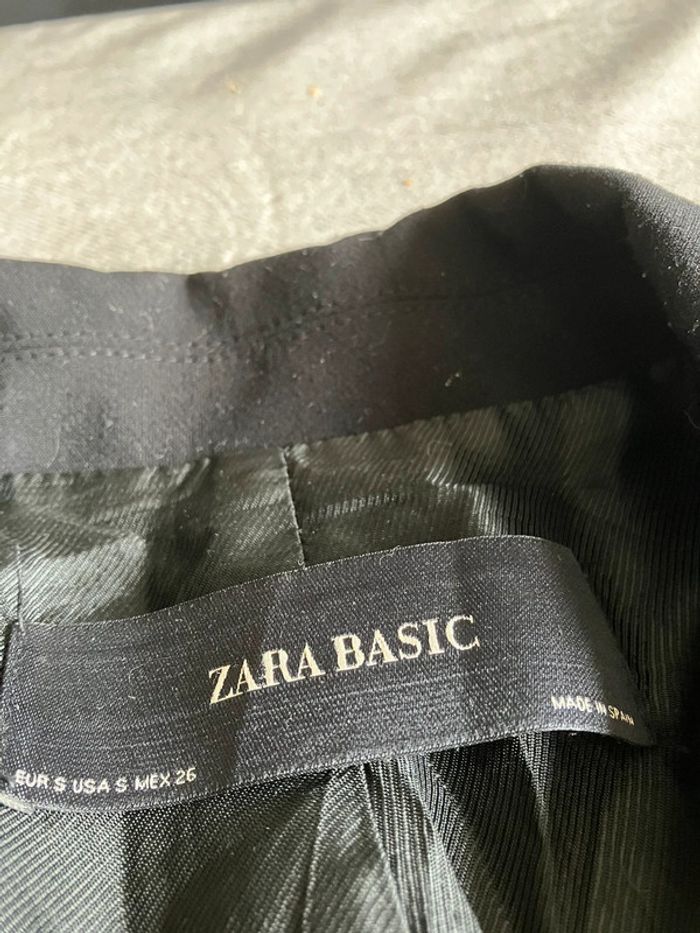 ZARA BASIC
MADE IN SPAIN
EUR S USA S MEX 26